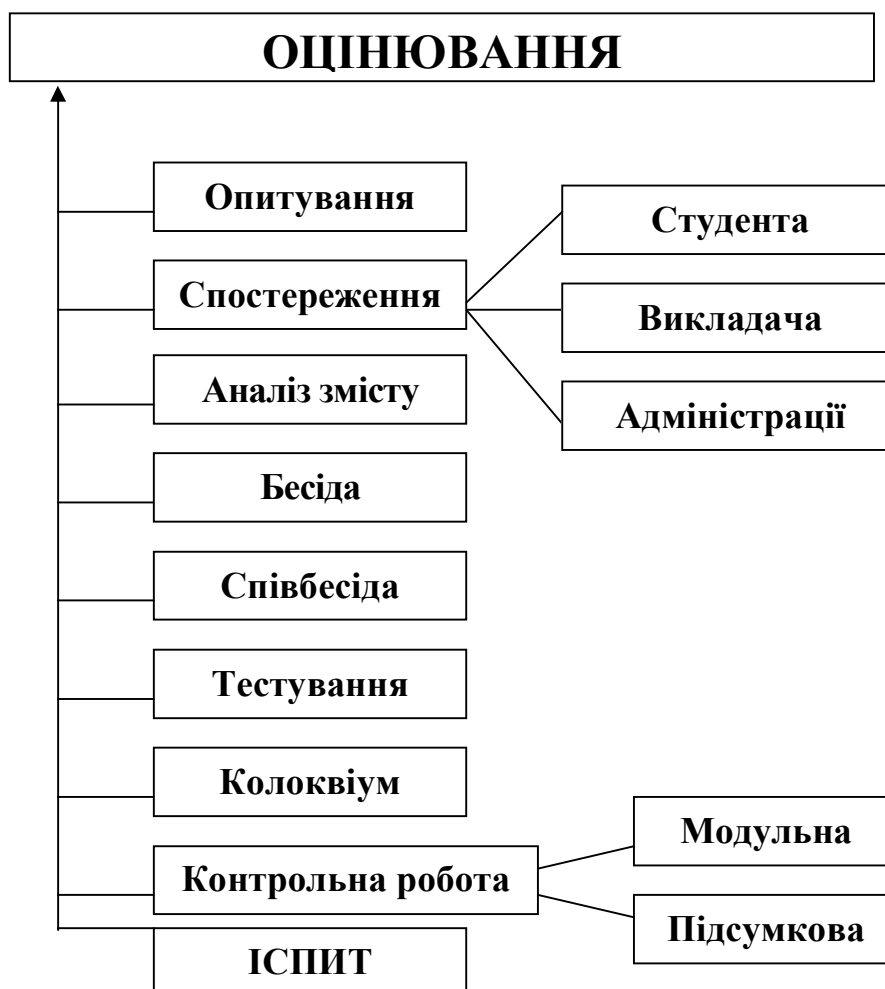 ОЦІНЮВАННЯ
Опитування
Студента
Спостереження
Викладача
Аналіз змісту
Адміністрації
Бесіда
Співбесіда
Тестування
Колоквіум
Модульна
Контрольна робота
Підсумкова
ІСПИТ